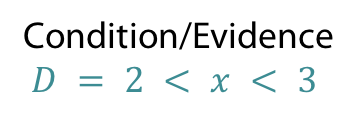 Condition/Evidence
D = 2 < x < 3